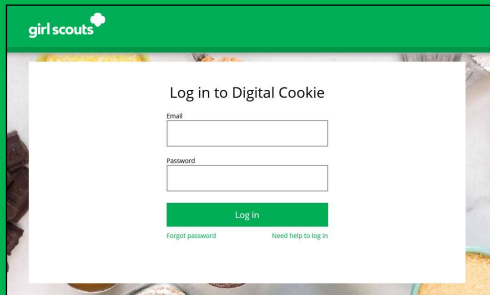 girl scouts
Log in to Digital Cookie
Email
Password
Log in
Forgot password Need help to log in